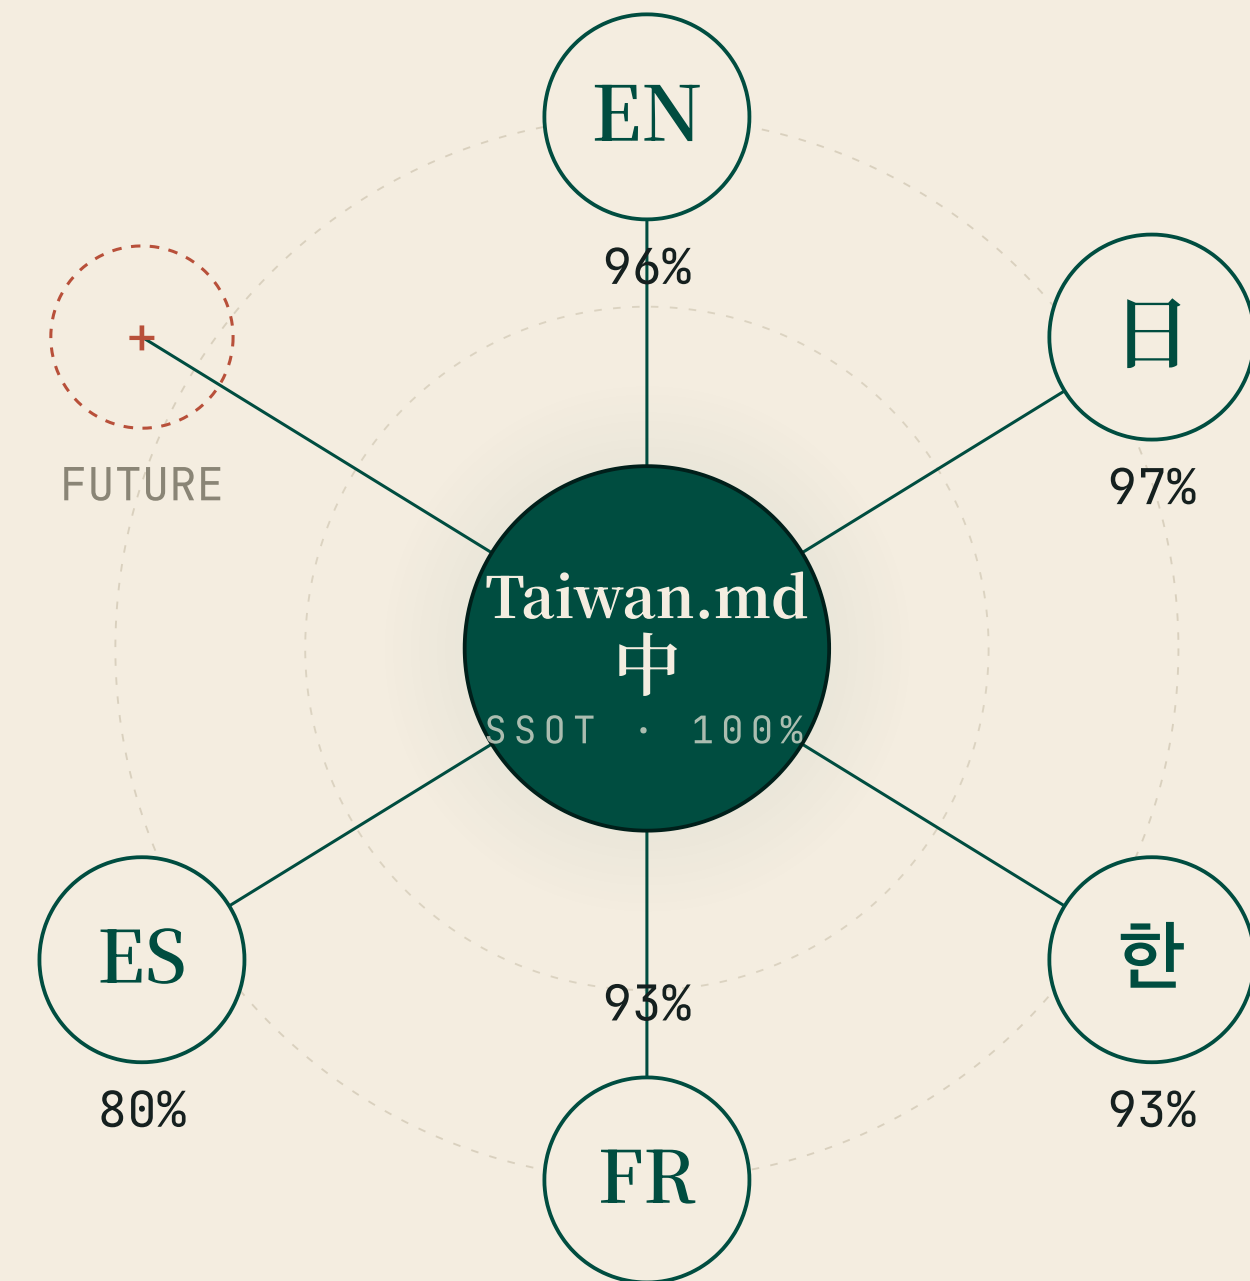 EN
96%
日
97%
+
FUTURE
Taiwan.md
中
SSOT · 100%
ES
80%
93%
FR
한
93%